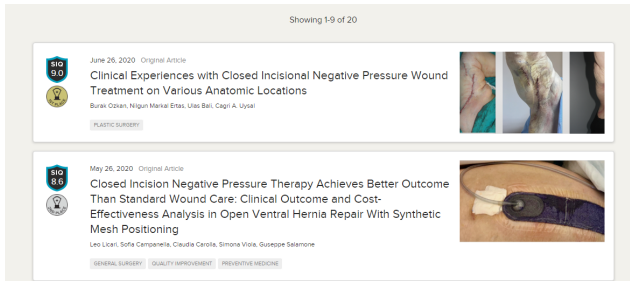 Showing 1-9 of 20
SIQ
9.0
June 26, 2020 Original Article
Clinical Experiences with Closed Incisional Negative Pressure Wound
Treatment on Various Anatomic Locations
Burak Ozkan, Nilgun Markal Ertas, Ulas Bali, Cagri A. Uysal
PLASTIC SURGERY
SIQ
8.6
May 26, 2020 Original Article
Closed Incision Negative Pressure Therapy Achieves Better Outcome
Than Standard Wound Care: Clinical Outcome and Cost-
Effectiveness Analysis in Open Ventral Hernia Repair With Synthetic
Mesh Positioning
Leo Licari, Sofia Campanella, Claudia Carolla, Simona Viola, Guseppe Salamone
GENERAL SURGERY QUALITY IMPROVEMENT PREVENTIVE MEDICINE